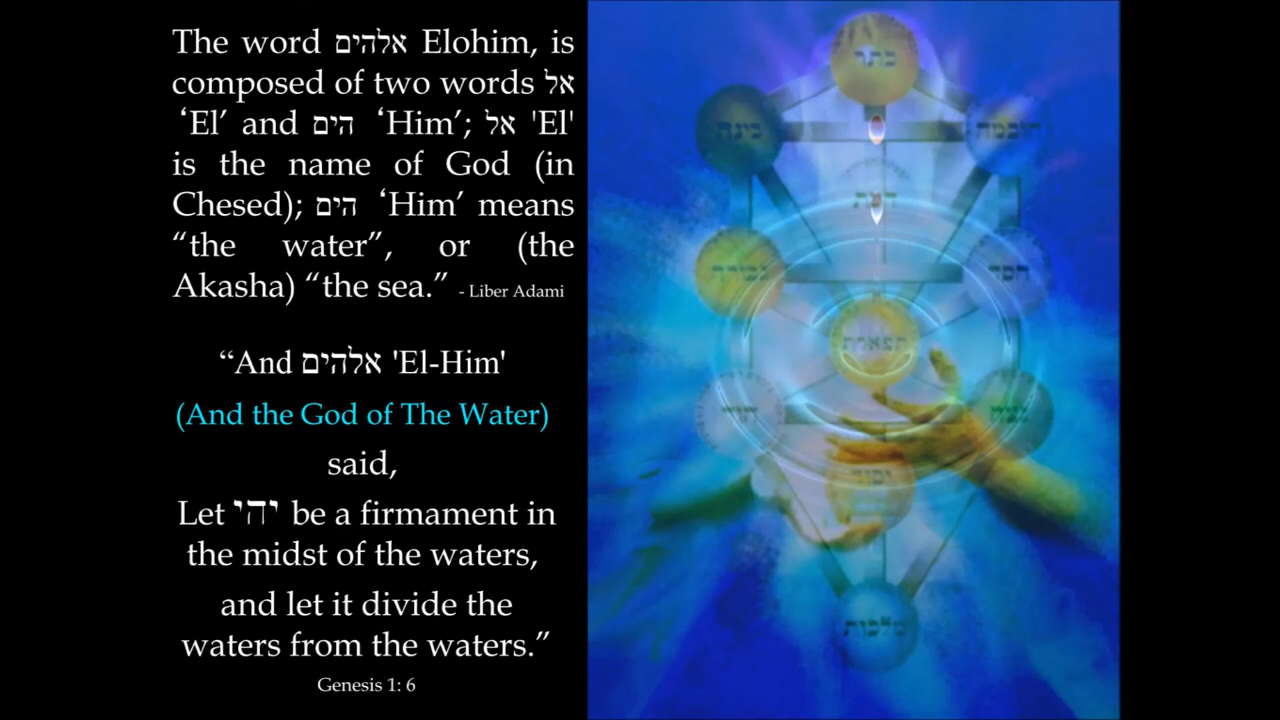 The word אלהים Elohim, is
composed of two words אל
‘El’ and הים ‘Him’; אל 'El'
is the name of God (in
Chesed); הים ‘Him’ means
“the water”, or (the
Akasha) “the sea.” - Liber Adami
“And אלהים 'El-Him'
(And the God of The Water)
said,
Let יהי be a firmament in
the midst of the waters,
and let it divide the
waters from the waters.”
Genesis 1: 6
כתר
בינה
חוכמה
דעת
גבורה
חסד
תפארת
הוד
נצח
יסוד
מלכות